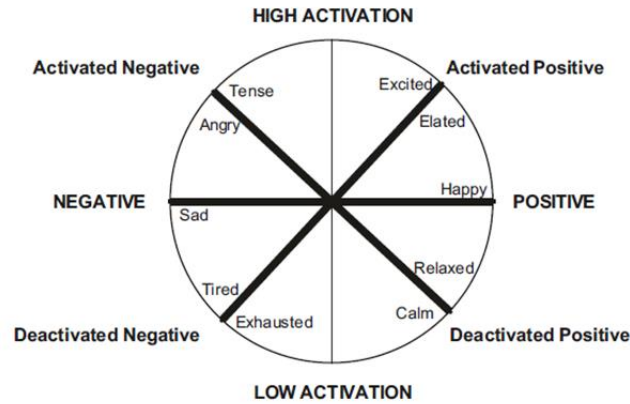 HIGH ACTIVATION
Activated Negative
Activated Positive
Tense
Excited
Angry
Elated
Happy
NEGATIVE
POSITIVE
Sad
Relaxed
Tired
Calm
Exhausted
Deactivated Negative
Deactivated Positive
LOW ACTIVATION